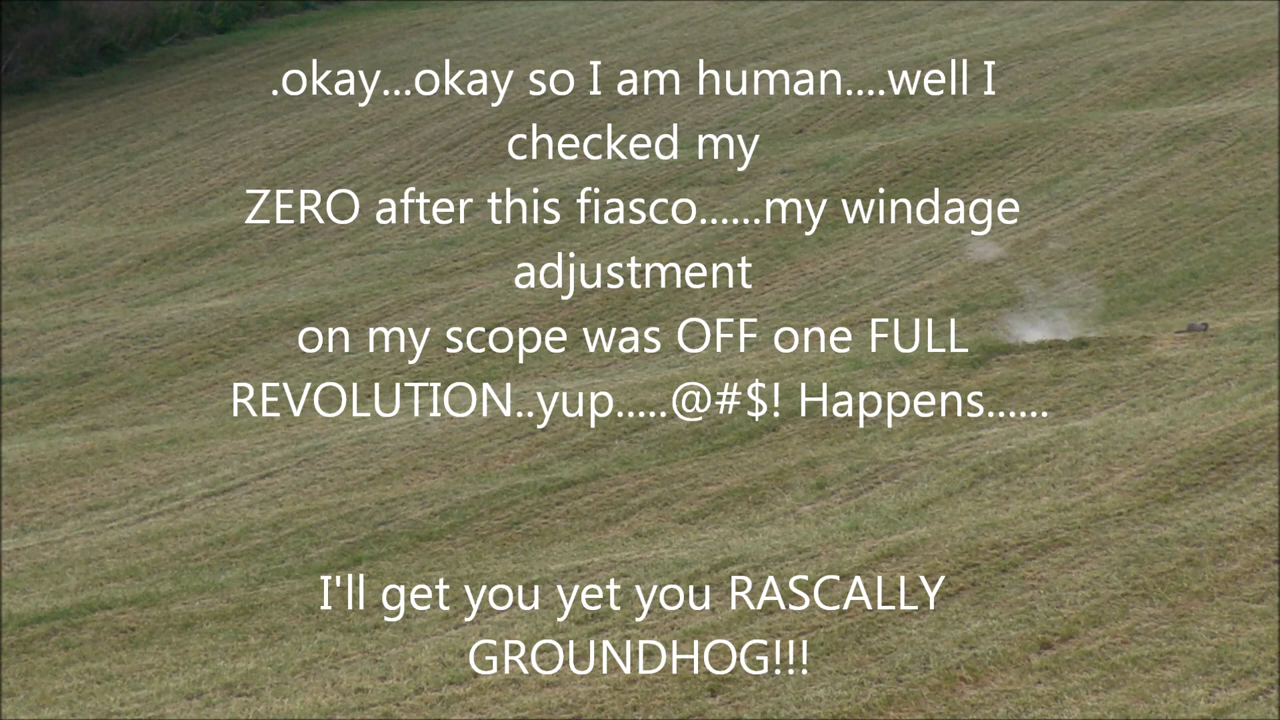 .okay...okay so I am human....well I
checked my
ZERO after this fiasco......my windage
adjustment
on my scope was OFF one FULL
REVOLUTION..yup.....@#$! Happens......
I'll get you yet you RASCALLY
GROUNDHOG!!!